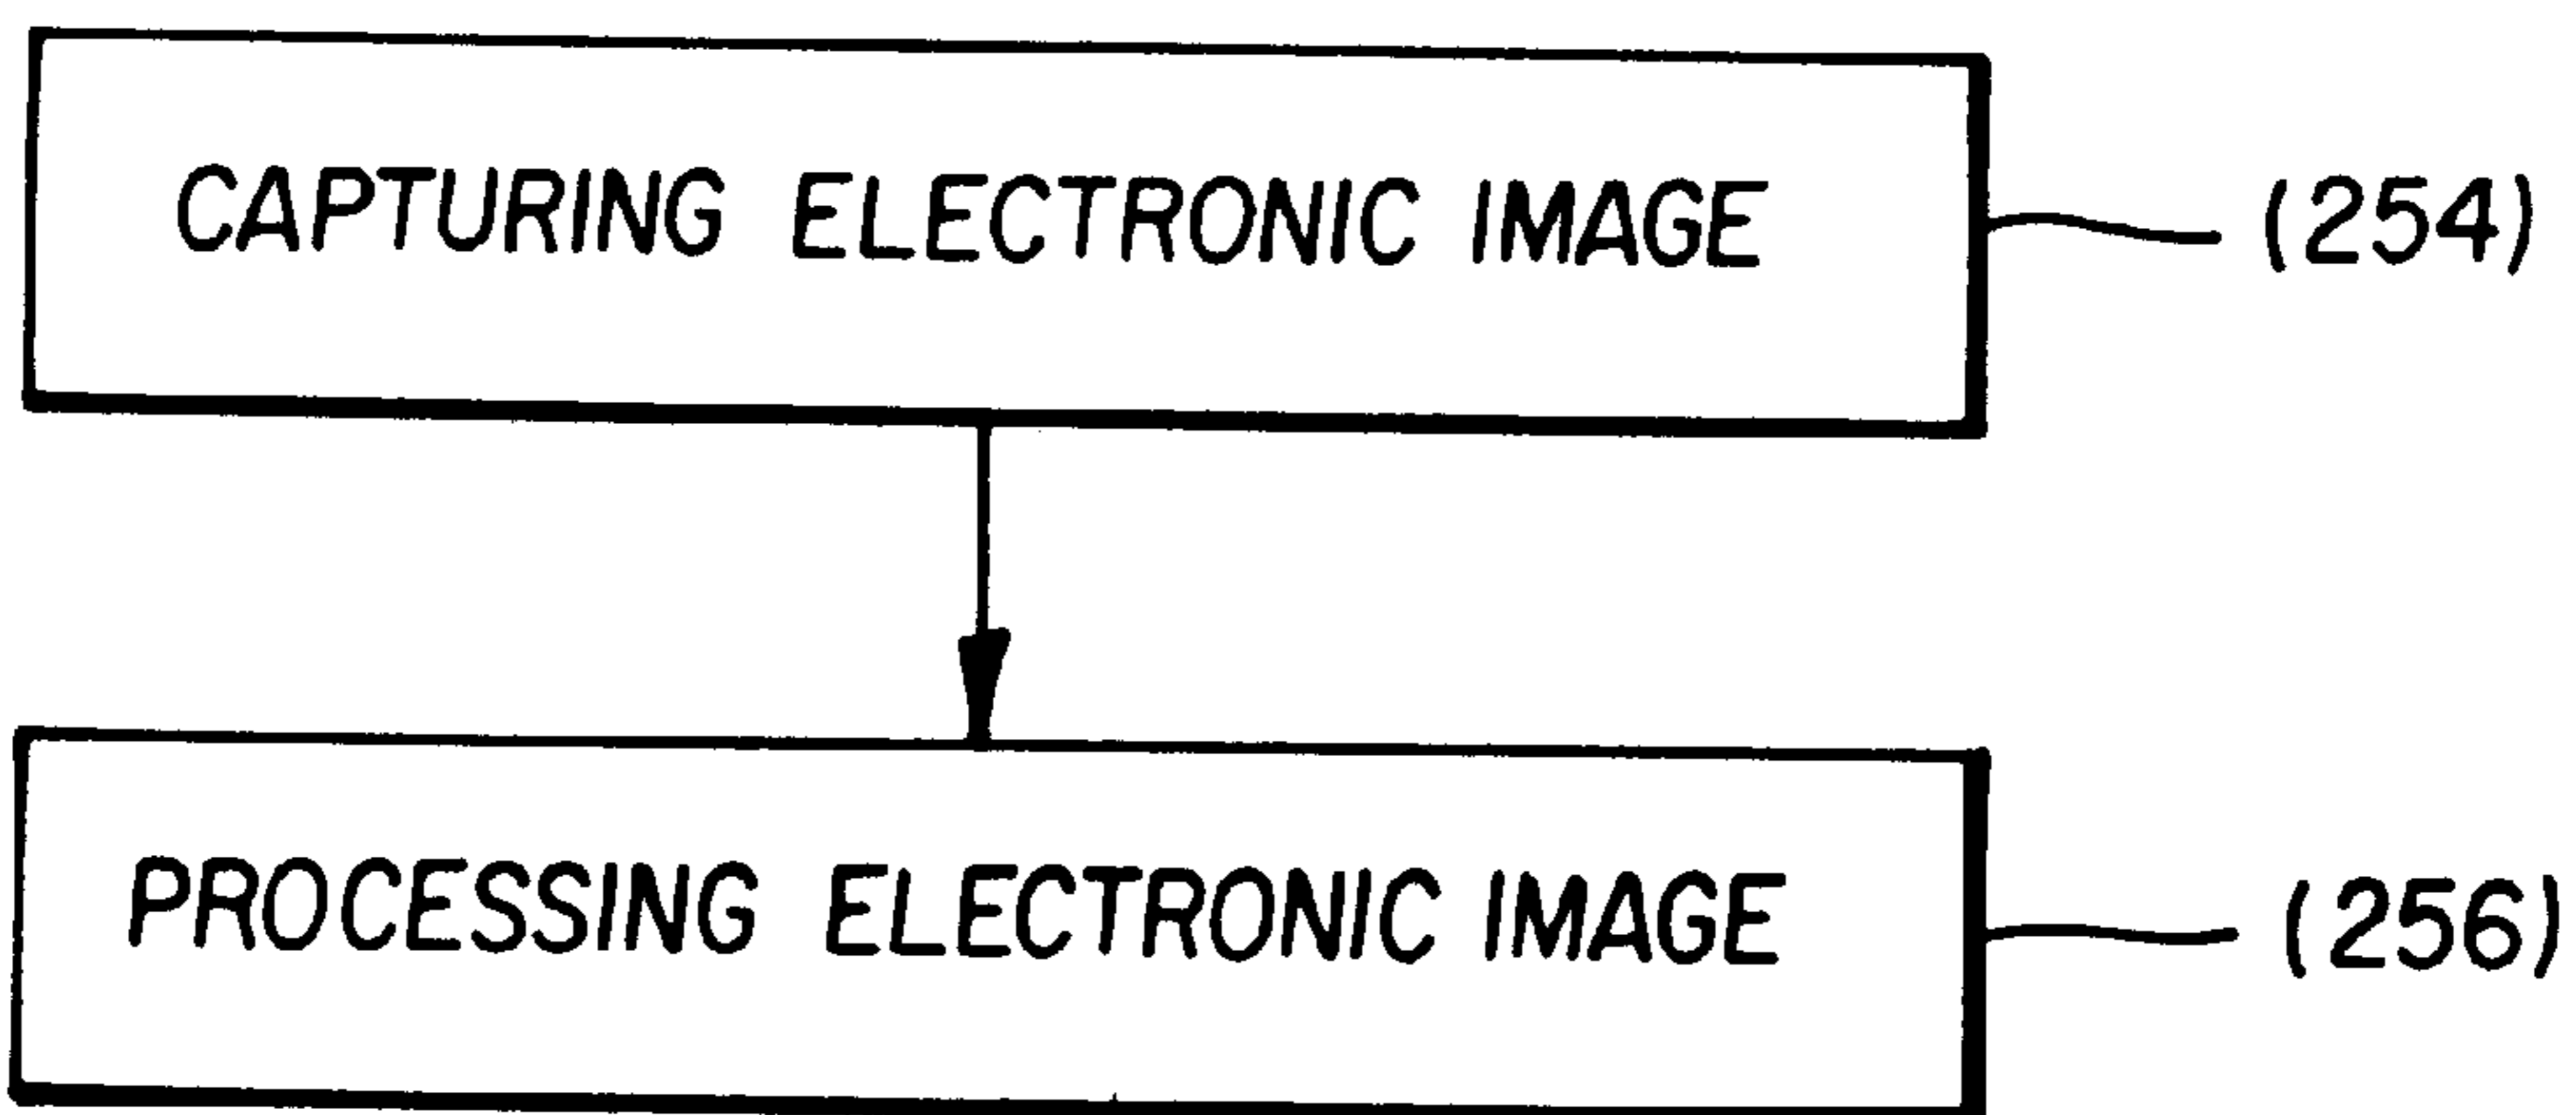 CAPTURING ELECTRONIC IMAGE (254)
PROCESSING ELECTRONIC IMAGE (256)